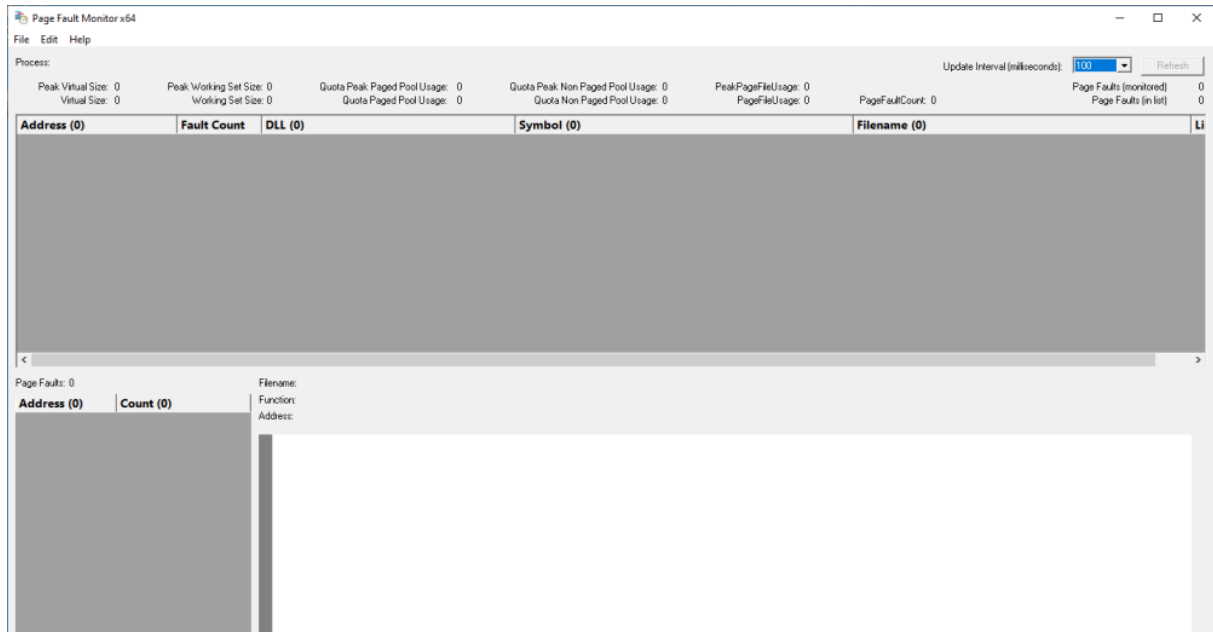 Page Fault Monitor x64
File Edit Help
Process:
Update Interval (milliseconds): 100 Refresh
Peak Virtual Size: 0 Peak Working Set Size: 0 Quota Peak Paged Pool Usage: 0 Quota Peak Non Paged Pool Usage: 0 PeakPageFileUsage: 0 Page Faults (monitored) 0
Virtual Size: 0 Working Set Size: 0 Quota Paged Pool Usage: 0 Quota Non Paged Pool Usage: 0 PageFileUsage: 0 PageFaultCount: 0 Page Faults (in list) 0
Address (0) Fault Count DLL (0) Symbol (0) Filename (0) Li
Page Faults: 0 Filename:
Address (0) Count (0) Function:
Address: